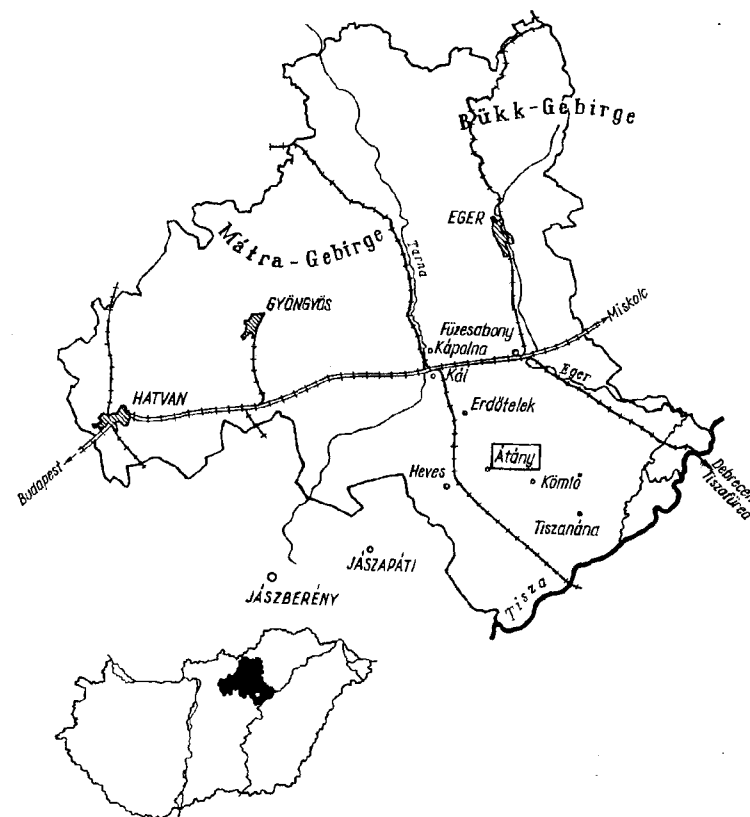 Bükk-Gebirge
EGER
Mátra-Gebirge
Tarna
GYÖNGYÖS
Miskolc
Füzesabony
Kápolna
Kál
Eger
HATVAN
Erdőtelek
Átány
Budapest
Heves
Kömlő
Debrecen
Tiszafüred
Tiszanána
JÁSZAPÁTI
Tisza
JÁSZBERÉNY